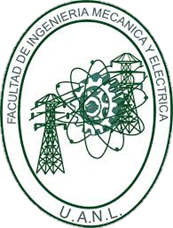 FACULTAD DE INGENIERIA MECANICA Y ELECTRICA
U.A.N.L.